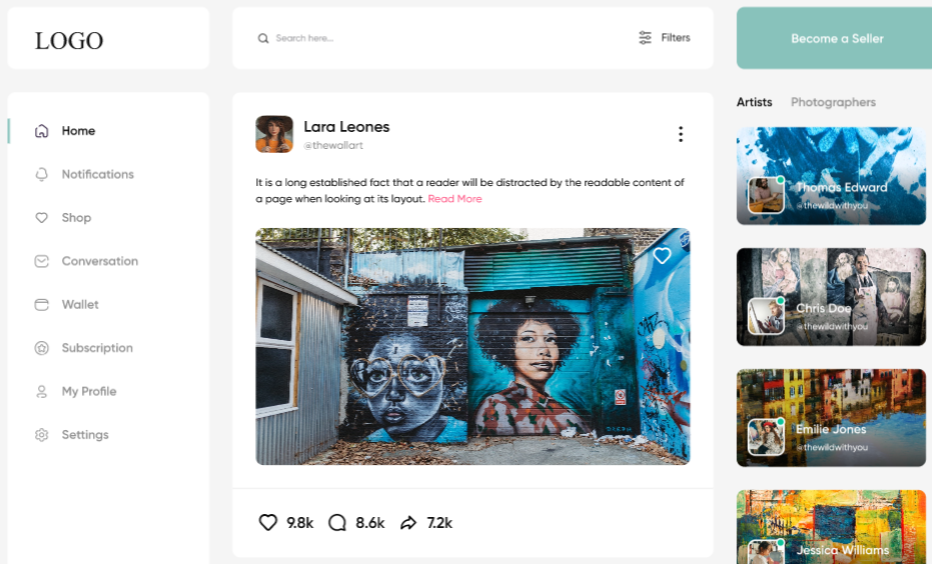 LOGO
Search here...
Filters
Become a Seller
Home
Notifications
Shop
Conversation
Wallet
Subscription
My Profile
Settings
Lara Leones
@thewallart
It is a long established fact that a reader will be distracted by the readable content of
a page when looking at its layout. Read More
9.8k
8.6k
7.2k
Artists
Photographers
Thomas Edward
@thewildwithyou
Chris Doe
@thewildwithyou
Emilie Jones
@thewildwithyou
Jessica Williams